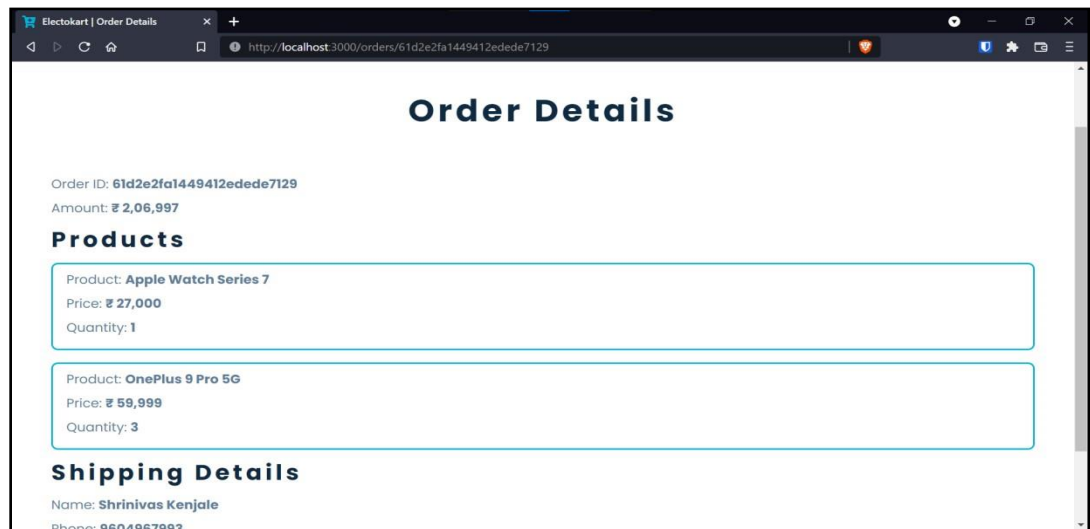 Electokart | Order Details
http://localhost:3000/orders/61d2e2fa1449412edede7129
Order Details
Order ID: 61d2e2fa1449412edede7129
Amount: ₹ 2,06,997
Products
Product: Apple Watch Series 7
Price: ₹ 27,000
Quantity: 1
Product: OnePlus 9 Pro 5G
Price: ₹ 59,999
Quantity: 3
Shipping Details
Name: Shrinivas Kenjale
Phone: 9604967993